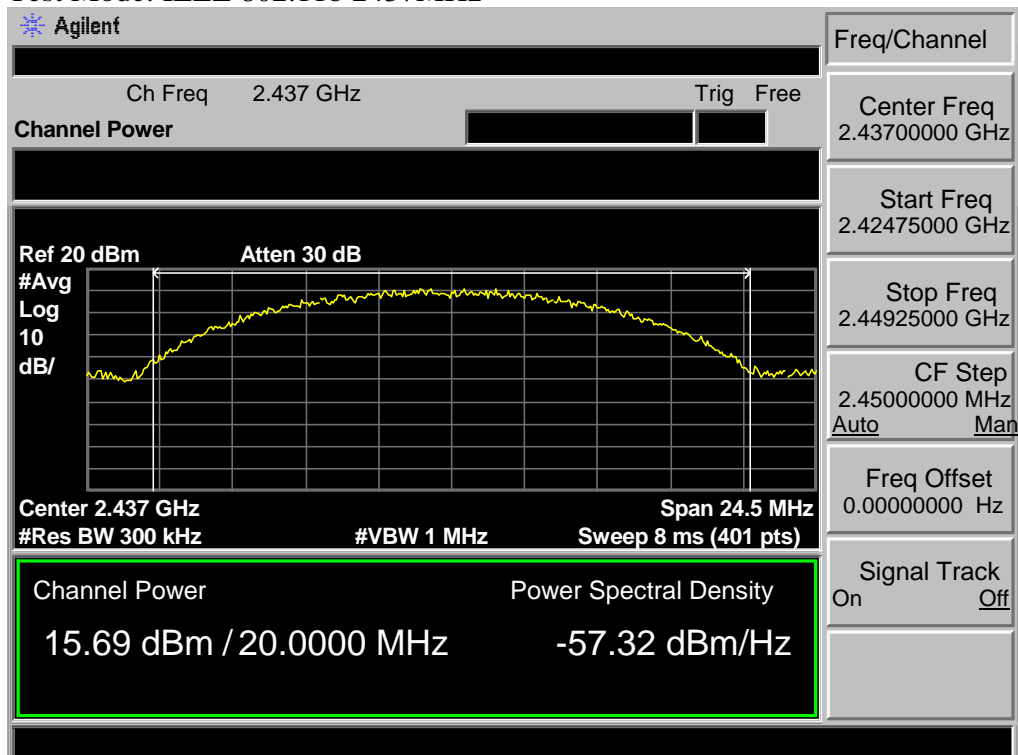 Agilent
Freq/Channel
Ch Freq 2.437 GHz Trig Free
Channel Power
Center Freq
2.43700000 GHz
Start Freq
2.42475000 GHz
Ref 20 dBm Atten 30 dB
#Avg
Log
10
dB/
Stop Freq
2.44925000 GHz
CF Step
2.45000000 MHz
Auto Man
Freq Offset
0.00000000 Hz
Center 2.437 GHz Span 24.5 MHz
#Res BW 300 kHz #VBW 1 MHz Sweep 8 ms (401 pts)
Signal Track
On Off
Channel Power Power Spectral Density
15.69 dBm / 20.0000 MHz -57.32 dBm/Hz